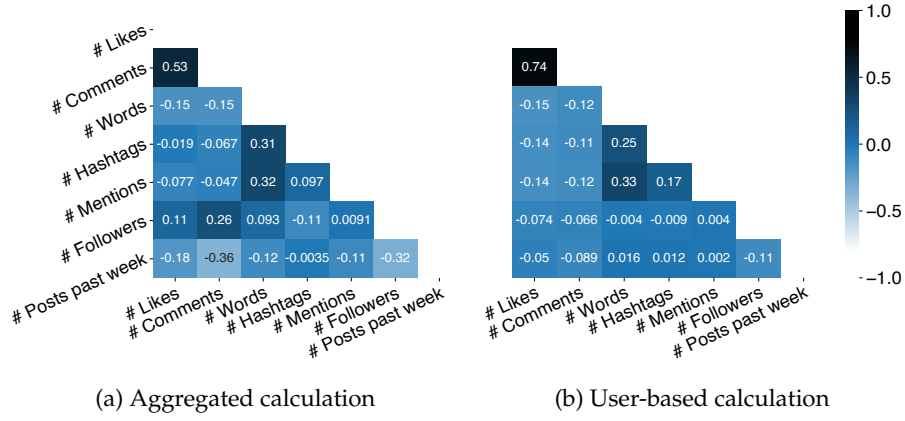 # Likes
# Comments 0.53
# Words -0.15 -0.15
# Hashtags -0.019 -0.067 0.31
# Mentions -0.077 -0.047 0.32 0.097
# Followers 0.11 0.26 0.093 -0.11 0.0091
# Posts past week -0.18 -0.36 -0.12 -0.0035 -0.11 -0.32
# Likes
# Comments
# Words
# Hashtags
# Mentions
# Followers
# Posts past week
(a) Aggregated calculation
0.74
-0.15 -0.12
-0.14 -0.11 0.25
-0.14 -0.12 0.33 0.17
-0.074 -0.066 -0.004 -0.009 0.004
-0.05 -0.089 0.016 0.012 0.002 -0.11
# Likes
# Comments
# Words
# Hashtags
# Mentions
# Followers
# Posts past week
(b) User-based calculation
1.0
0.5
0.0
−0.5
−1.0